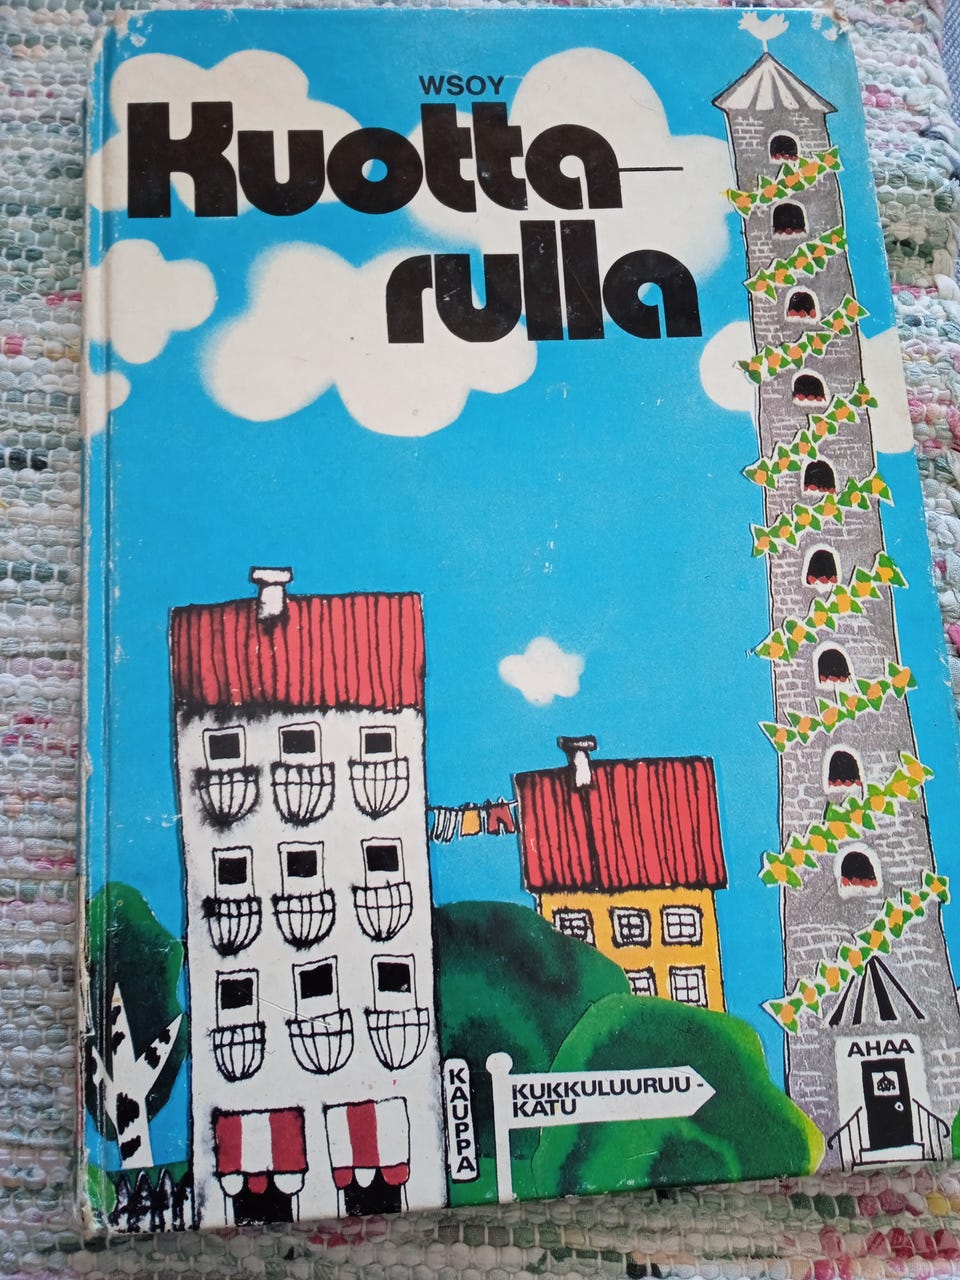 WSOY
Kuotta-
rulla
AHAA
KAUPPA
KUKKULUURUU-
KATU